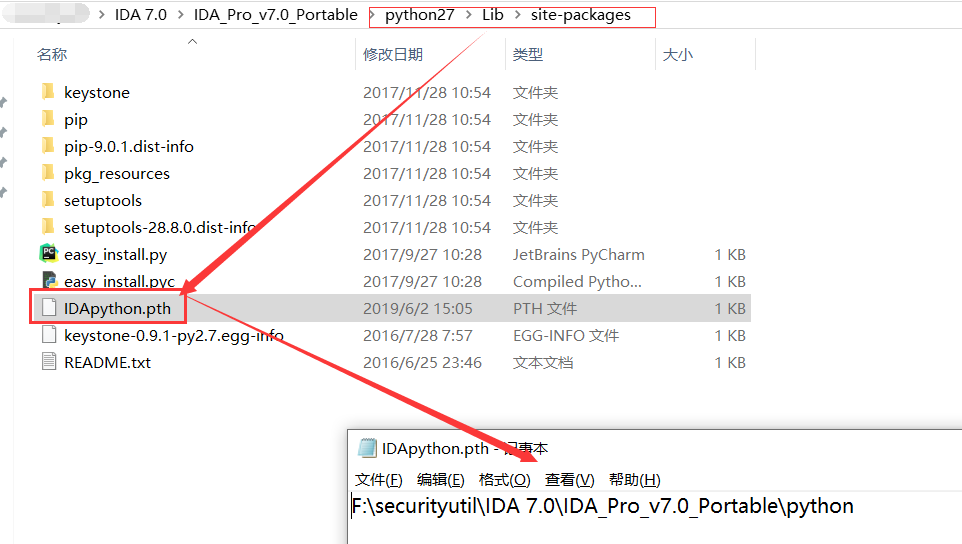 IDA 7.0 > IDA_Pro_v7.0_Portable > python27 > Lib > site-packages
名称 修改日期 类型 大小
keystone 2017/11/28 10:54 文件夹
pip 2017/11/28 10:54 文件夹
pip-9.0.1.dist-info 2017/11/28 10:54 文件夹
pkg_resources 2017/11/28 10:54 文件夹
setuptools 2017/11/28 10:54 文件夹
setuptools-28.8.0.dist-info 2017/11/28 10:54 文件夹
easy_install.py 2017/9/27 10:28 JetBrains PyCharm 1 KB
easy_install.pyc 2017/9/27 10:28 Compiled Pytho... 1 KB
IDApython.pth 2019/6/2 15:05 PTH 文件 1 KB
keystone-0.9.1-py2.7.egg-info 2016/7/28 7:57 EGG-INFO 文件 1 KB
README.txt 2016/6/25 23:46 文本文档 1 KB
IDApython.pth - 记事本
文件(F) 编辑(E) 格式(O) 查看(V) 帮助(H)
F:\securityutil\IDA 7.0\IDA_Pro_v7.0_Portable\python